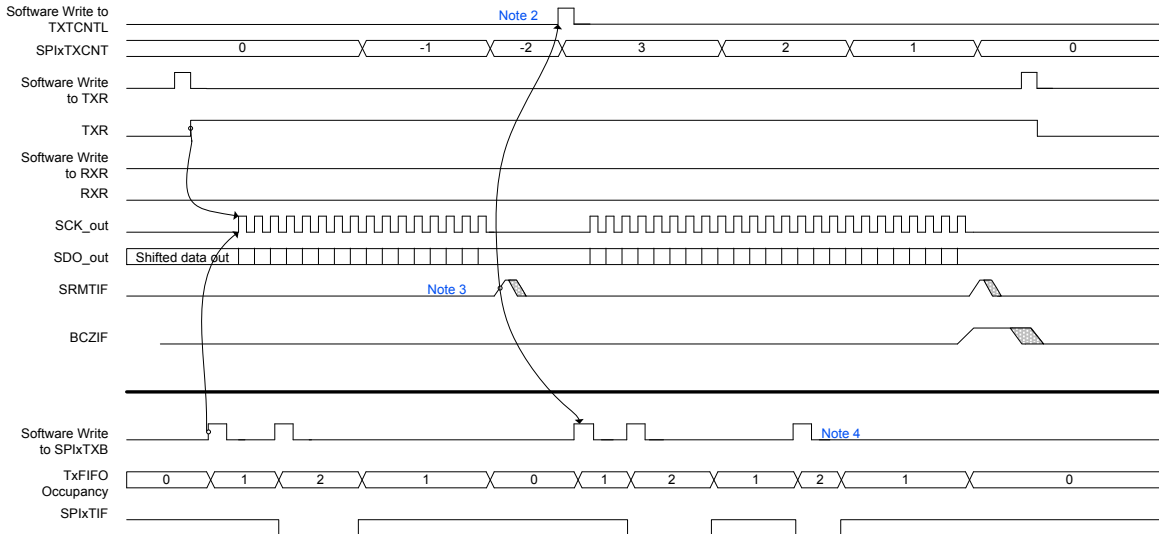 Software Write to
TXTCNTL
Note 2
SPIxTXCNT
0 -1 -2 3 2 1 0
Software Write
to TXR
TXR
Software Write
to RXR
RXR
SCK_out
SDO_out
Shifted data out
SRMTIF
Note 3
BCZIF
Software Write
to SPIxTXB
Note 4
TxFIFO
Occupancy
0 1 2 1 0 1 2 1 2 1 0
SPIxTIF